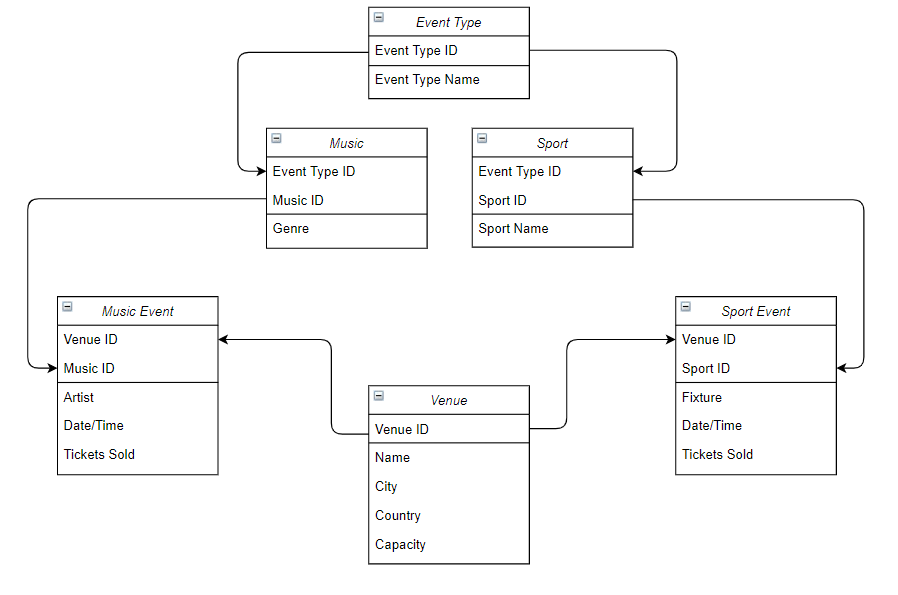 Event Type
Event Type ID
Event Type Name
Music
Event Type ID
Music ID
Genre
Sport
Event Type ID
Sport ID
Sport Name
Music Event
Venue ID
Music ID
Artist
Date/Time
Tickets Sold
Venue
Venue ID
Name
City
Country
Capacity
Sport Event
Venue ID
Sport ID
Fixture
Date/Time
Tickets Sold